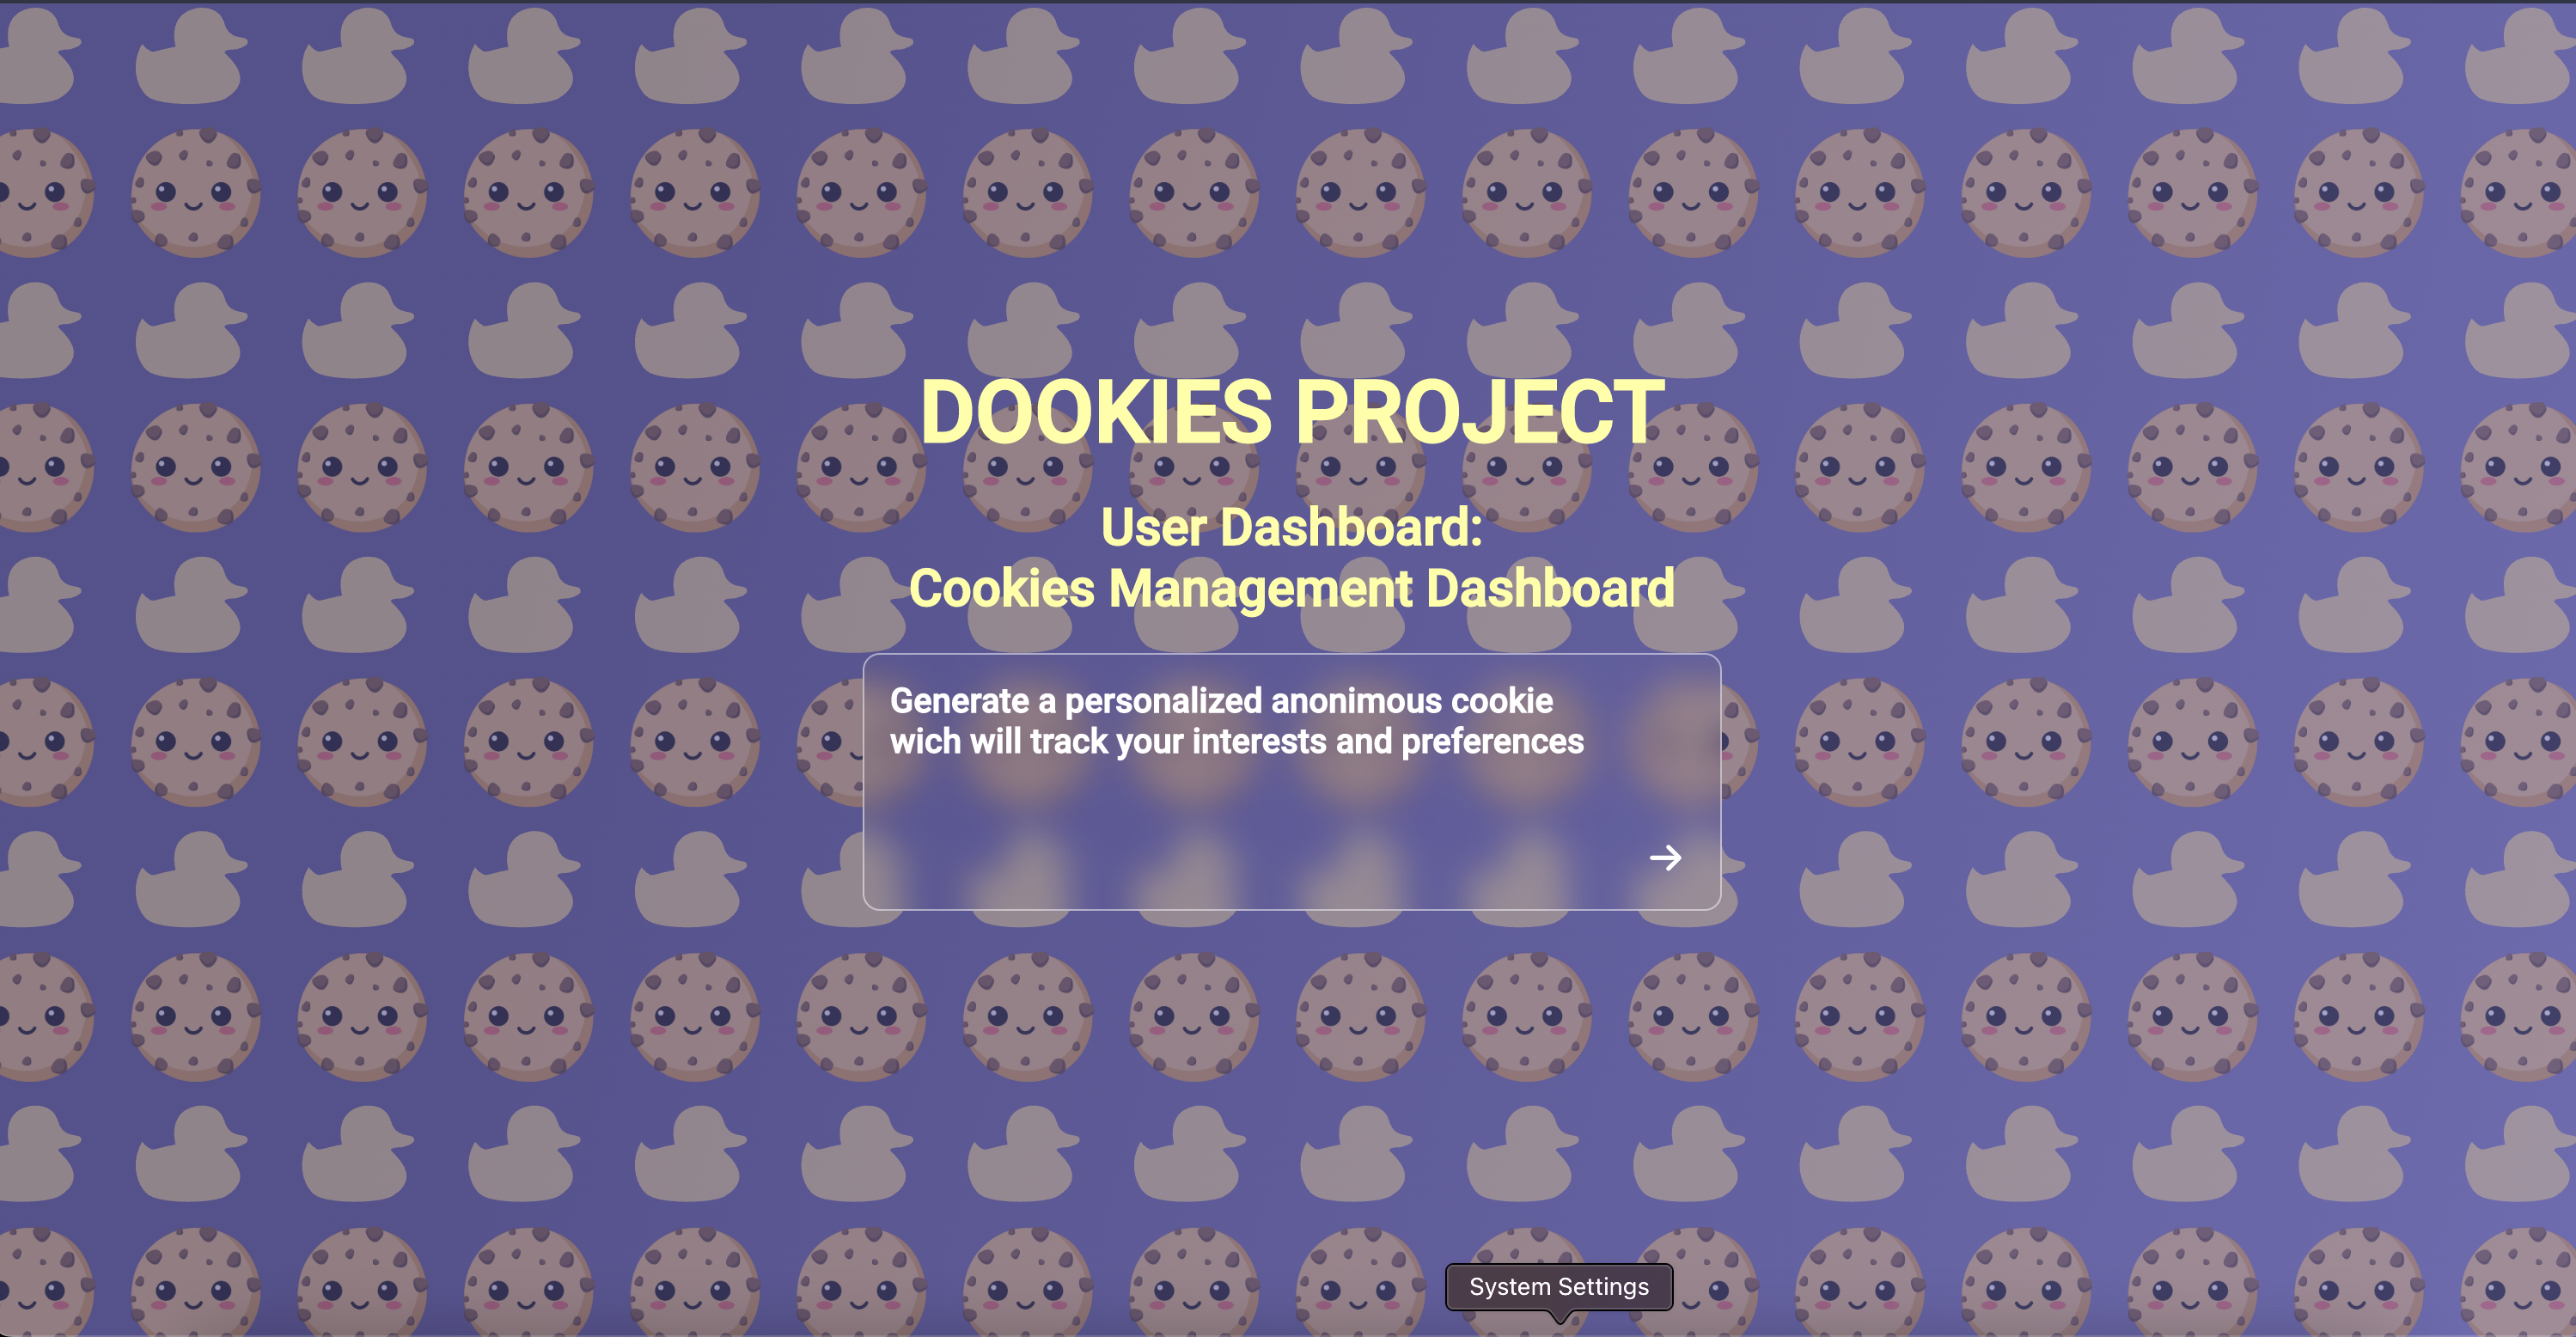 DOOKIES PROJECT
User Dashboard:
Cookies Management Dashboard
Generate a personalized anonimous cookie
wich will track your interests and preferences
System Settings